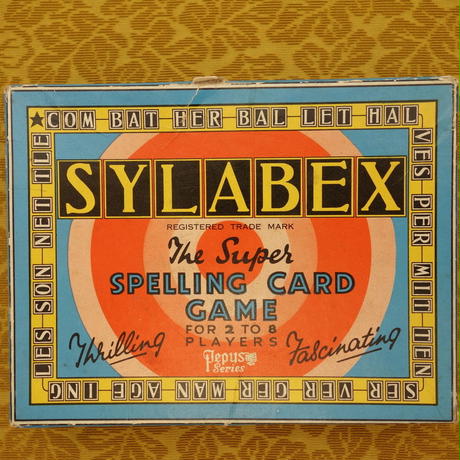 COM BAT HER BAL LET HAL
VES PER MIT TEN
SYLABEX
REGISTERED TRADE MARK
The Super
SPELLING CARD
GAME
FOR 2 TO 8
PLAYERS
Thrilling
Fascinating
Pepys
Series
SER VER GER MAN AGE ING
LES SON NET TLE